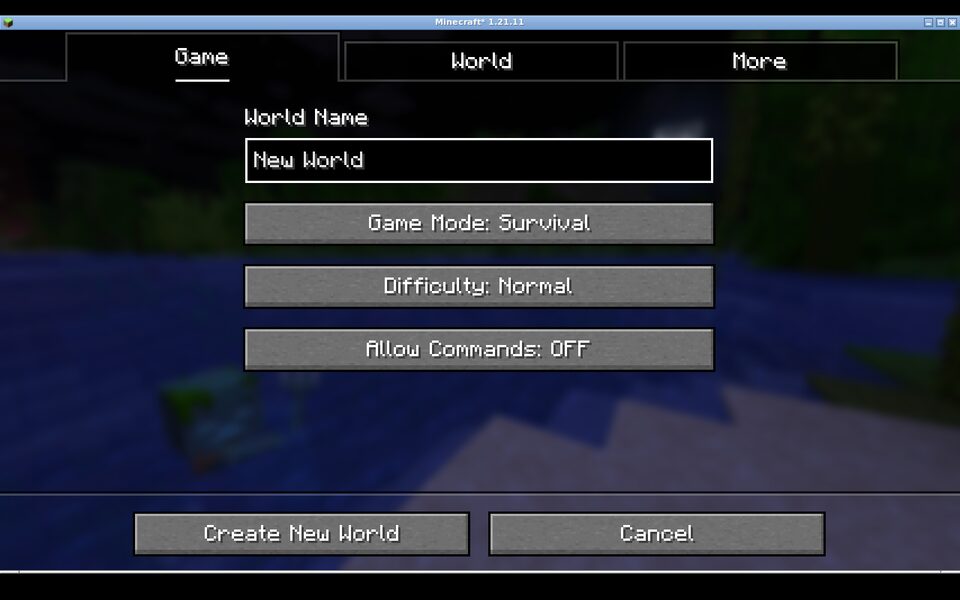 Minecraft* 1.21.11
Game
World
More
World Name
New World
Game Mode: Survival
Difficulty: Normal
Allow Commands: OFF
Create New World
Cancel